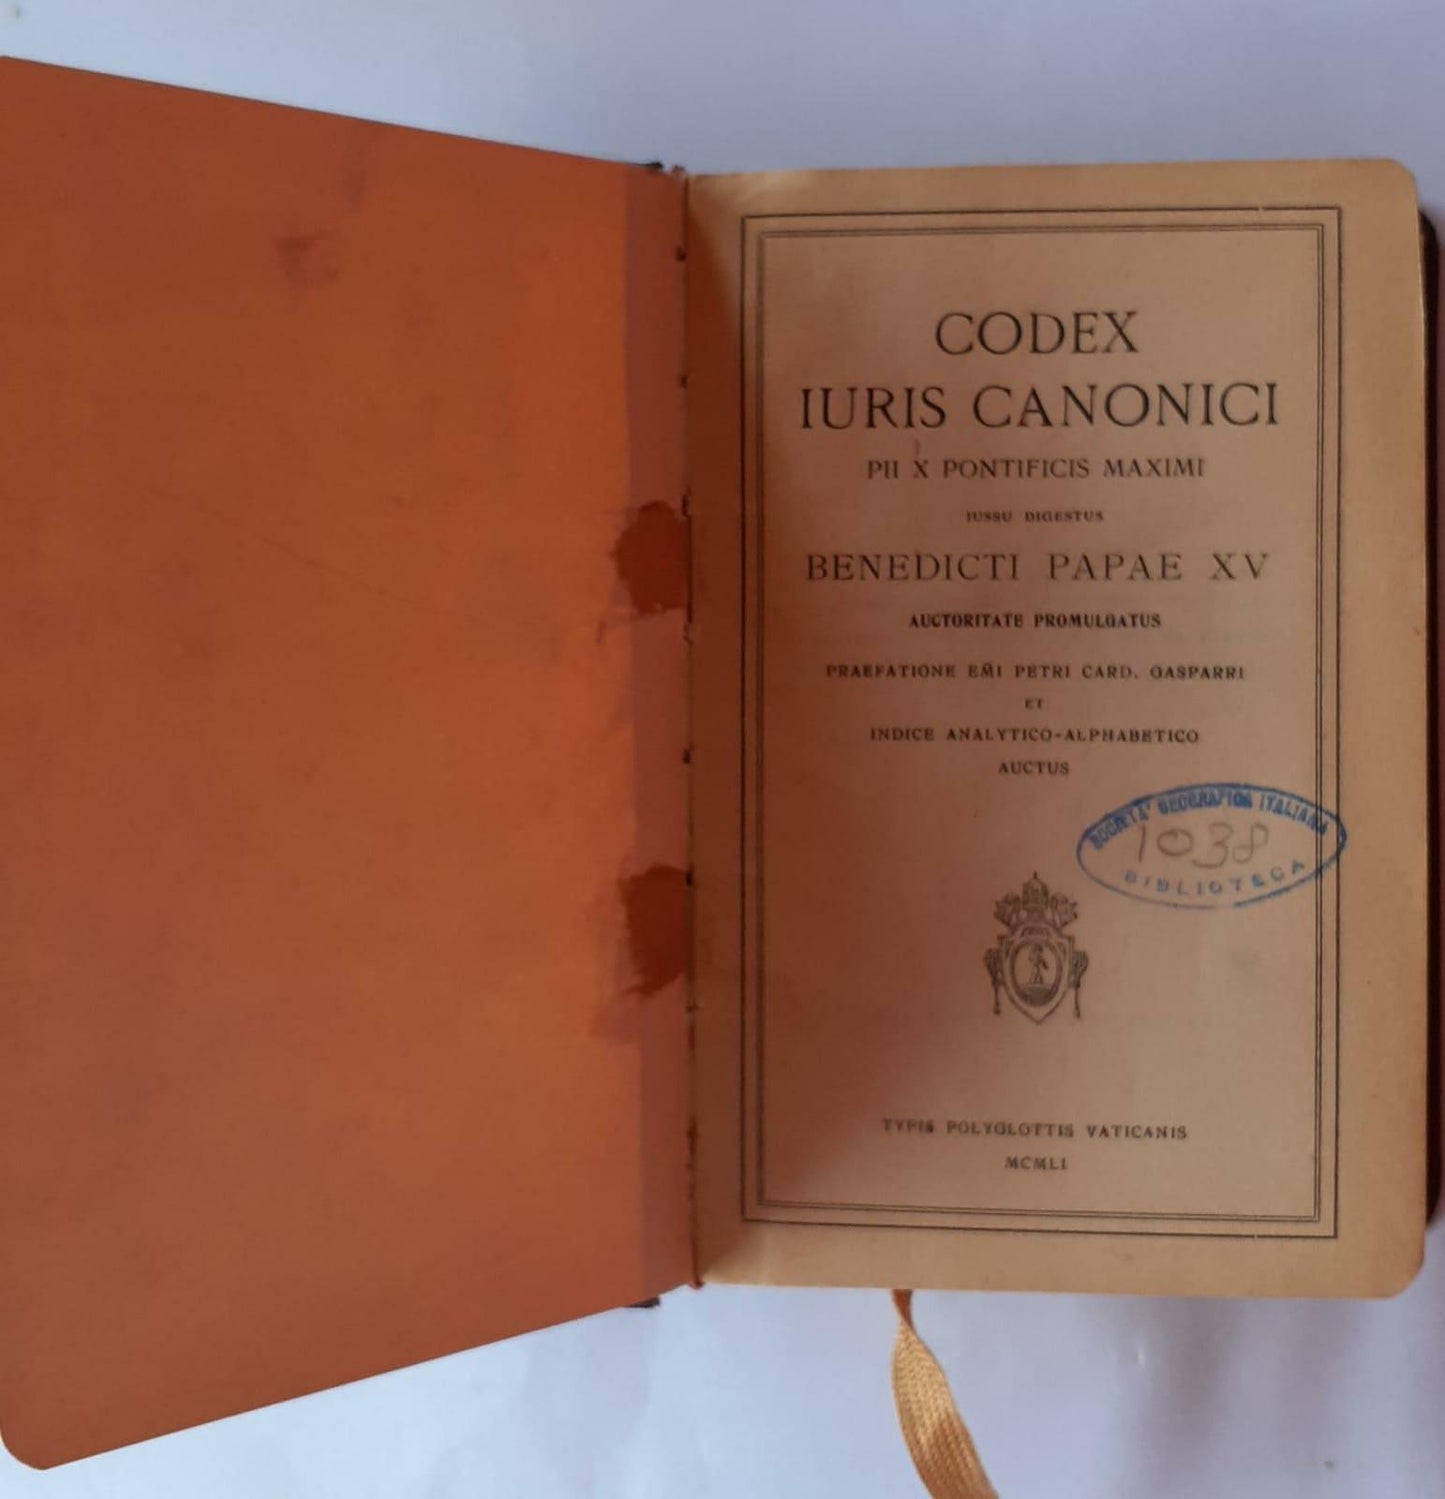 CODEX
IURIS CANONICI
PII X PONTIFICIS MAXIMI
IUSSU DIGESTUS
BENEDICTI PAPAE XV
AUCTORITATE PROMULGATUS
PRAEFATIONE EM̃I PETRI CARD. GASPARRI
ET
INDICE ANALYTICO-ALPHABETICO
AUCTUS
SOCIETA' GEOGRAFICA ITALIANA
1038
BIBLIOTECA
TYPIS POLYGLOTTIS VATICANIS
MCMLI